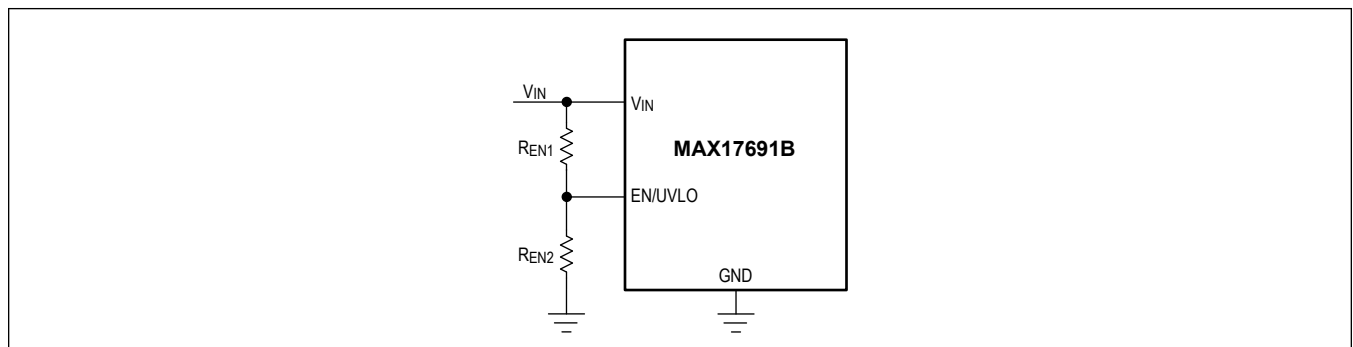 VIN
VIN
REN1
MAX17691B
EN/UVLO
REN2
GND